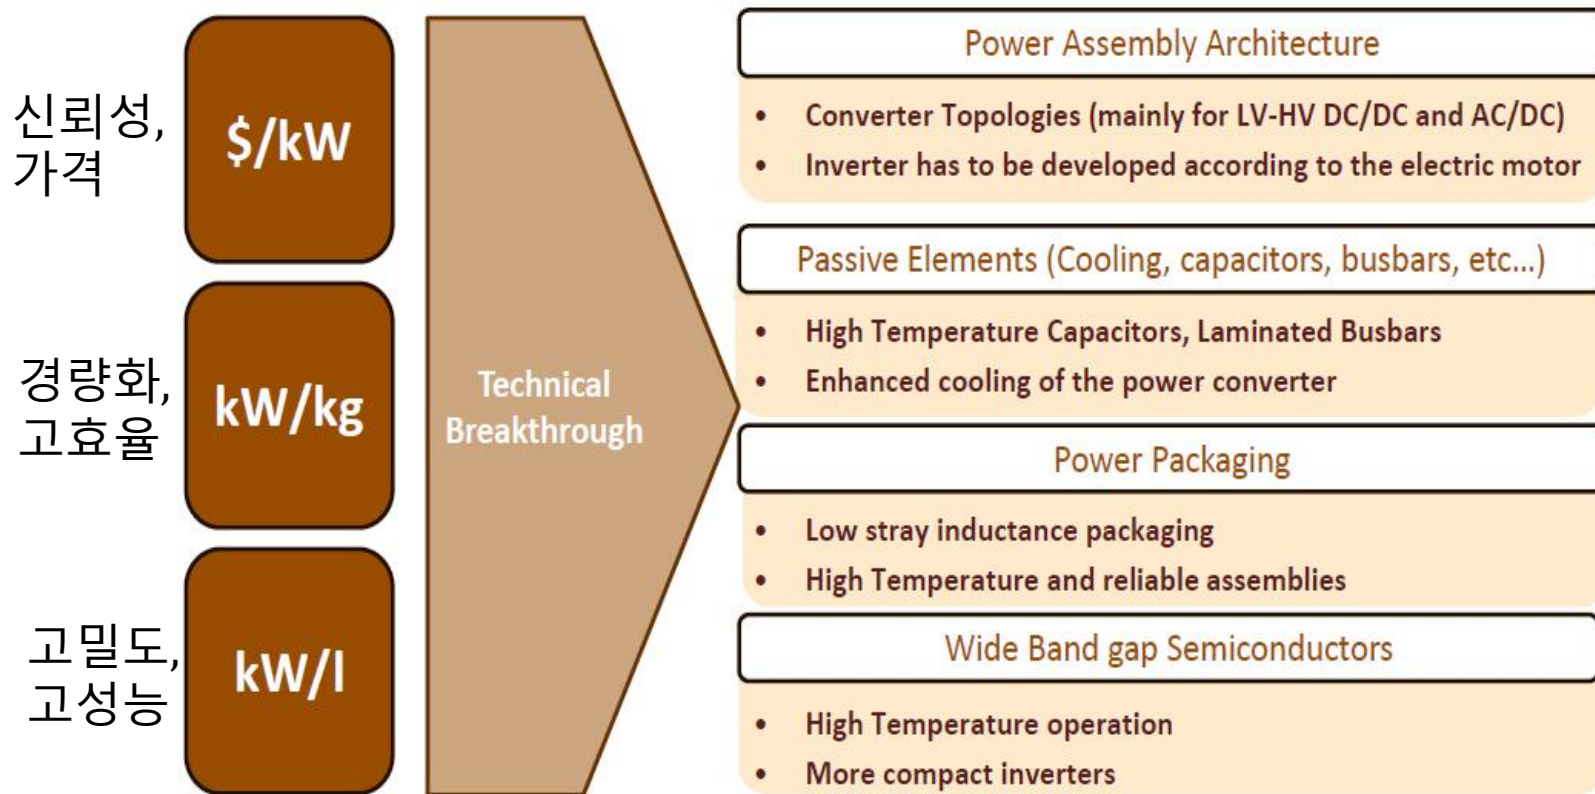 신뢰성,
가격
$/kW
경량화,
고효율
kW/kg
고밀도,
고성능
kW/l
Technical
Breakthrough
Power Assembly Architecture
• Converter Topologies (mainly for LV-HV DC/DC and AC/DC)
• Inverter has to be developed according to the electric motor
Passive Elements (Cooling, capacitors, busbars, etc...)
• High Temperature Capacitors, Laminated Busbars
• Enhanced cooling of the power converter
Power Packaging
• Low stray inductance packaging
• High Temperature and reliable assemblies
Wide Band gap Semiconductors
• High Temperature operation
• More compact inverters